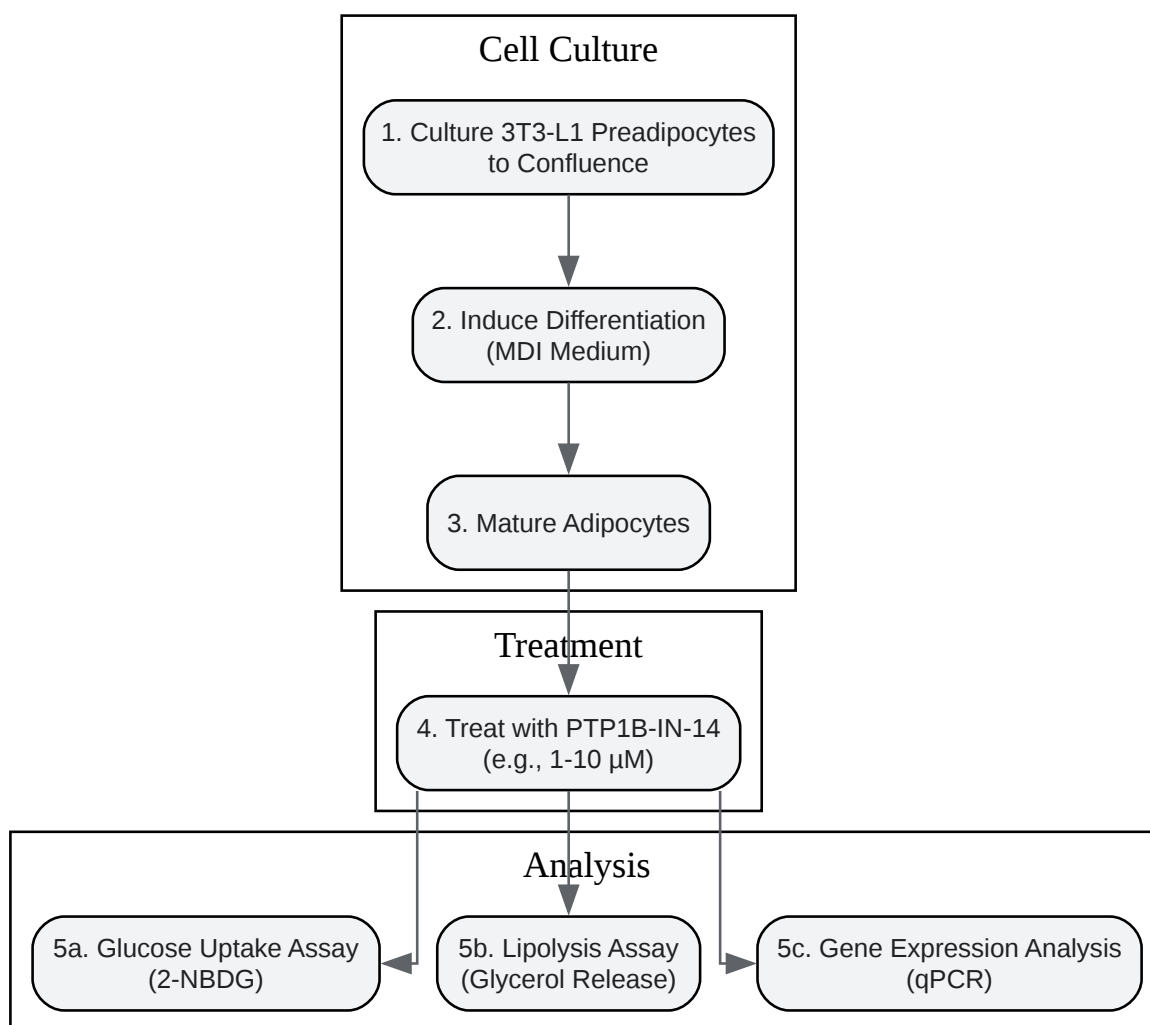 Cell Culture
1. Culture 3T3-L1 Preadipocytes
to Confluence
2. Induce Differentiation
(MDI Medium)
3. Mature Adipocytes
Treatment
4. Treat with PTP1B-IN-14
(e.g., 1-10 µM)
Analysis
5a. Glucose Uptake Assay
(2-NBDG)
5b. Lipolysis Assay
(Glycerol Release)
5c. Gene Expression Analysis
(qPCR)